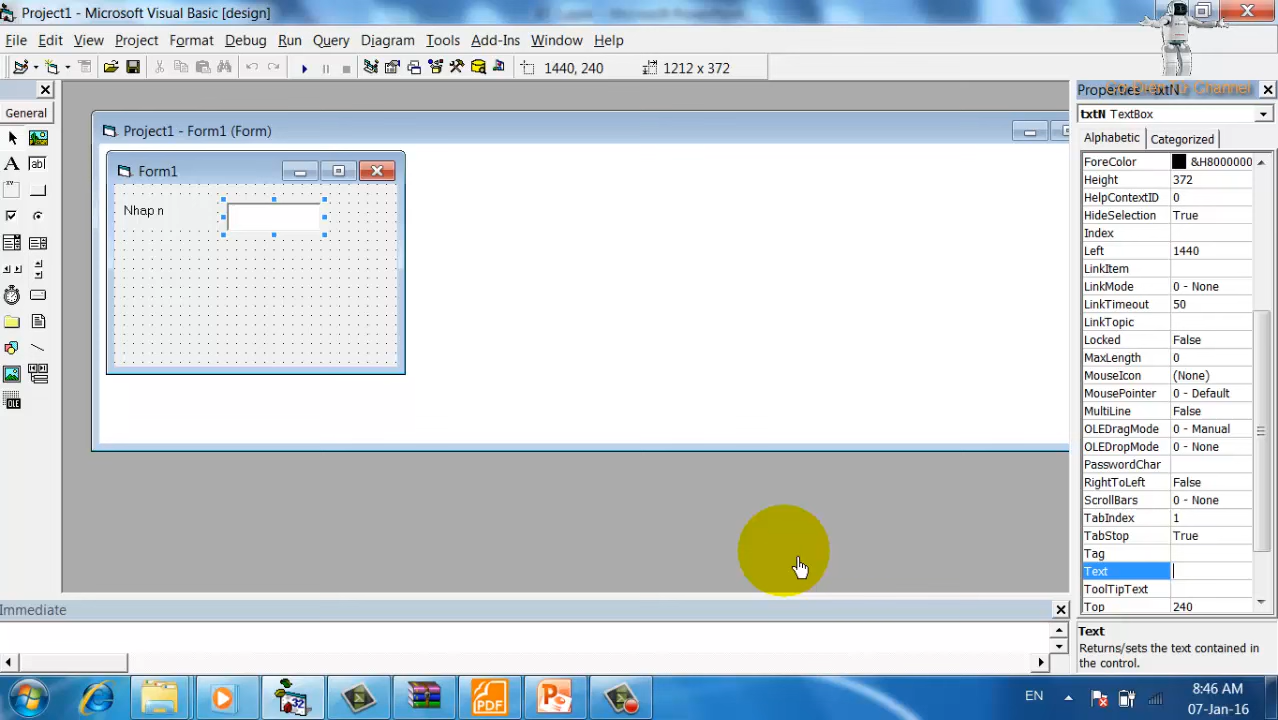 Project1 - Microsoft Visual Basic [design]
File Edit View Project Format Debug Run Query Diagram Tools Add-Ins Window Help
1440, 240 1212 x 372
General
Project1 - Form1 (Form)
Form1
Nhap n
Properties - txtN
Channel
txtN TextBox
Alphabetic Categorized
ForeColor &H8000000
Height 372
HelpContextID 0
HideSelection True
Index
Left 1440
LinkItem
LinkMode 0 - None
LinkTimeout 50
LinkTopic
Locked False
MaxLength 0
MouseIcon (None)
MousePointer 0 - Default
MultiLine False
OLEDragMode 0 - Manual
OLEDropMode 0 - None
PasswordChar
RightToLeft False
ScrollBars 0 - None
TabIndex 1
TabStop True
Tag
Text
ToolTipText
Top 240
Text
Returns/sets the text contained in
the control.
Immediate
EN
8:46 AM
07-Jan-16